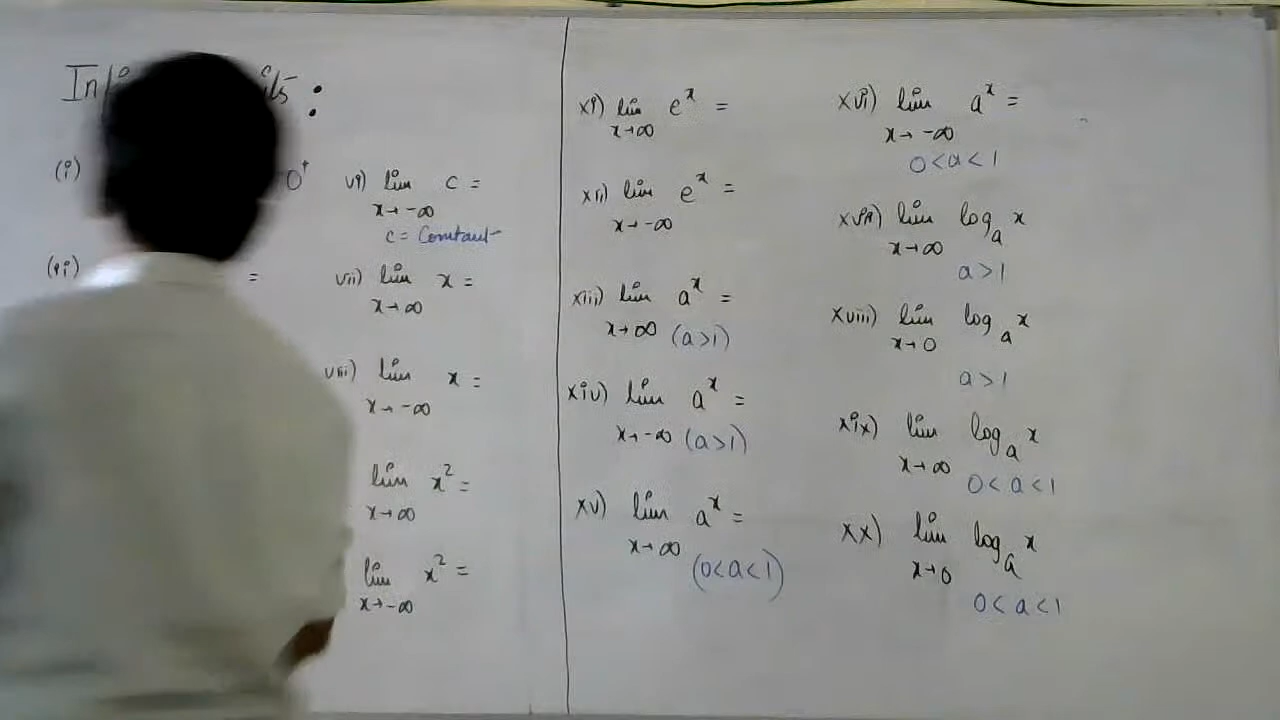 :
(i) 0⁺
(ii) =
vi) lim c =
x→-∞
c = Constant
vii) lim x =
x→∞
viii) lim x =
x→-∞
lim x² =
x→∞
lim x² =
x→-∞
xi) lim eˣ =
x→∞
xii) lim eˣ =
x→-∞
xiii) lim aˣ =
x→∞ (a>1)
xiv) lim aˣ =
x→-∞ (a>1)
xv) lim aˣ =
x→∞ (0<a<1)
xvi) lim aˣ =
x→-∞
0<a<1
xvii) lim logₐ x
x→∞
a>1
xviii) lim logₐ x
x→0
a>1
xix) lim logₐ x
x→∞
0<a<1
xx) lim logₐ x
x→0
0<a<1